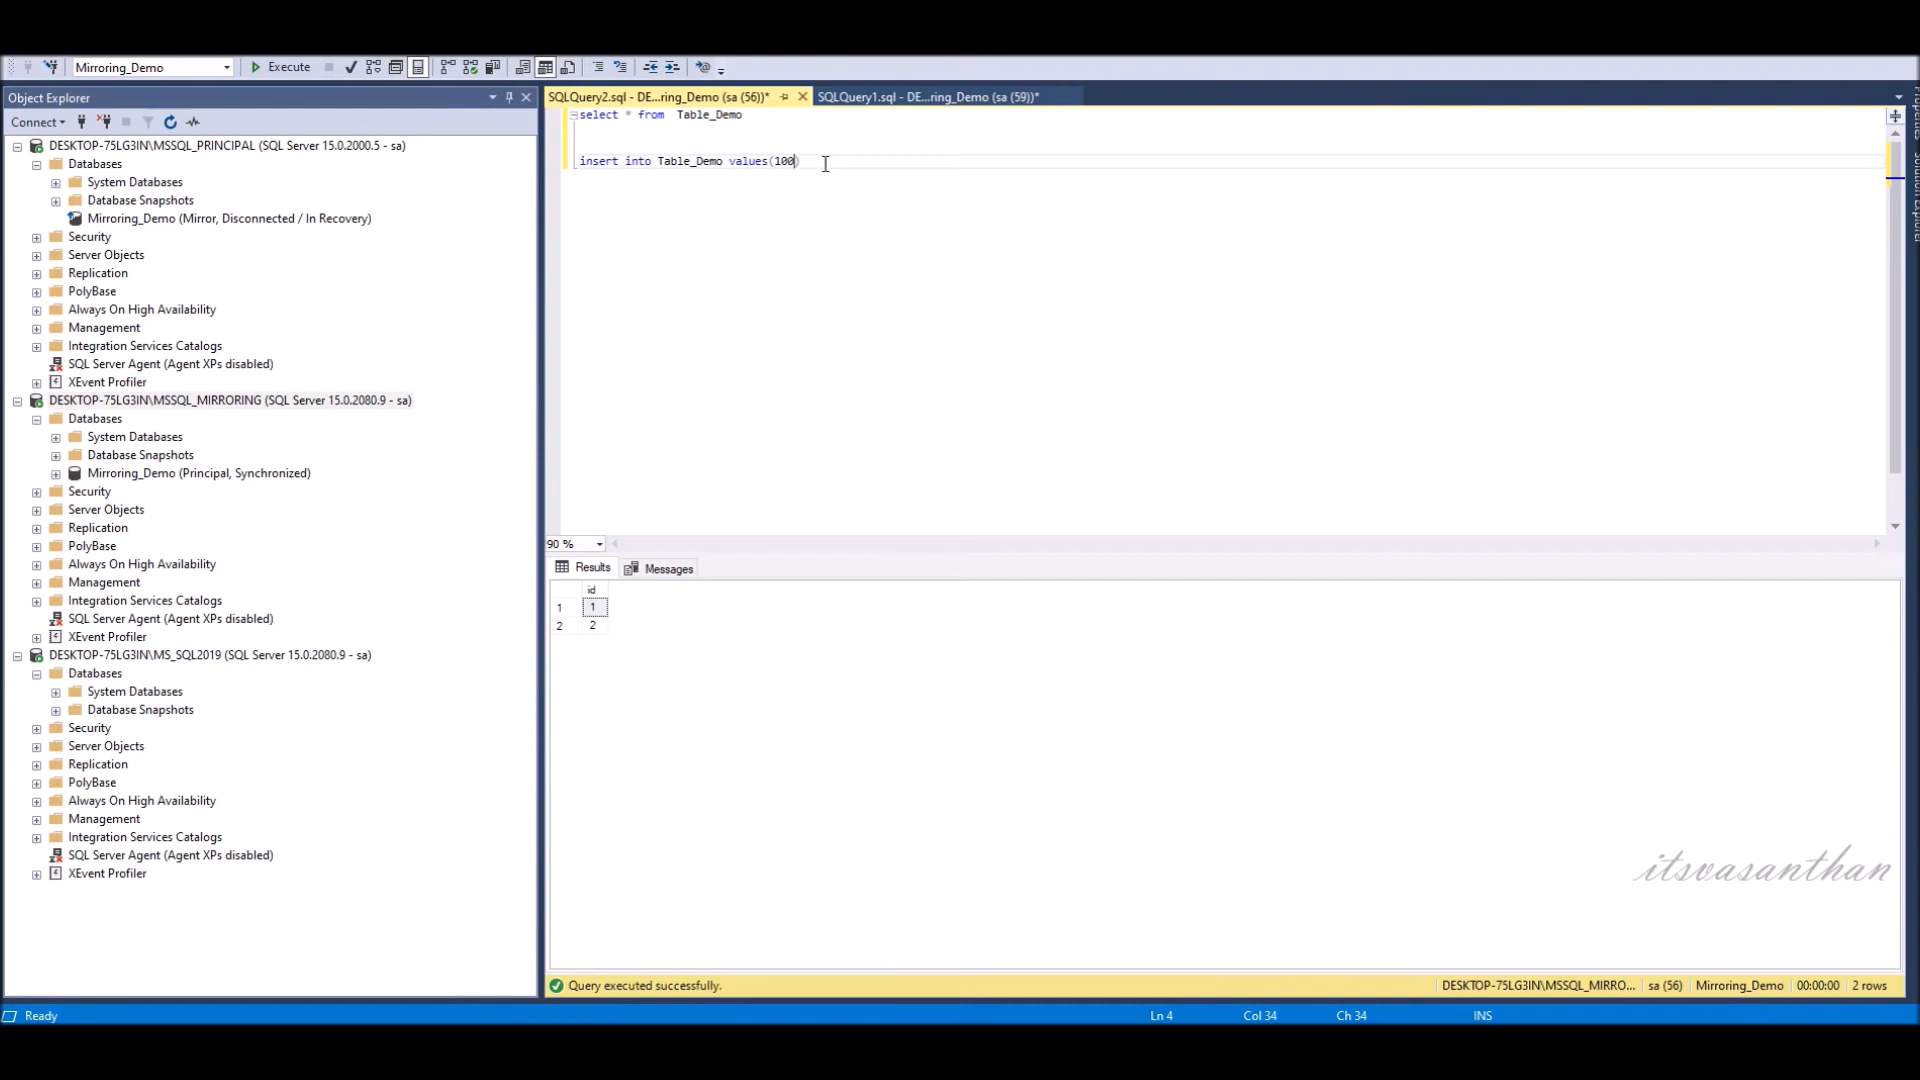 Mirroring_Demo
Execute
Object Explorer
Connect
DESKTOP-75LG3IN\MSSQL_PRINCIPAL (SQL Server 15.0.2000.5 - sa)
Databases
System Databases
Database Snapshots
Mirroring_Demo (Mirror, Disconnected / In Recovery)
Security
Server Objects
Replication
PolyBase
Always On High Availability
Management
Integration Services Catalogs
SQL Server Agent (Agent XPs disabled)
XEvent Profiler
DESKTOP-75LG3IN\MSSQL_MIRRORING (SQL Server 15.0.2080.9 - sa)
Databases
System Databases
Database Snapshots
Mirroring_Demo (Principal, Synchronized)
Security
Server Objects
Replication
PolyBase
Always On High Availability
Management
Integration Services Catalogs
SQL Server Agent (Agent XPs disabled)
XEvent Profiler
DESKTOP-75LG3IN\MS_SQL2019 (SQL Server 15.0.2080.9 - sa)
Databases
System Databases
Database Snapshots
Security
Server Objects
Replication
PolyBase
Always On High Availability
Management
Integration Services Catalogs
SQL Server Agent (Agent XPs disabled)
XEvent Profiler
SQLQuery2.sql - DE...ring_Demo (sa (56))* SQLQuery1.sql - DE...ring_Demo (sa (59))*
select * from Table_Demo
insert into Table_Demo values(100)
90 %
Results Messages
id
1 1
2 2
itsvasanthan
Query executed successfully. DESKTOP-75LG3IN\MSSQL_MIRRO... sa (56) Mirroring_Demo 00:00:00 2 rows
Ready Ln 4 Col 34 Ch 34 INS
Solution Explorer